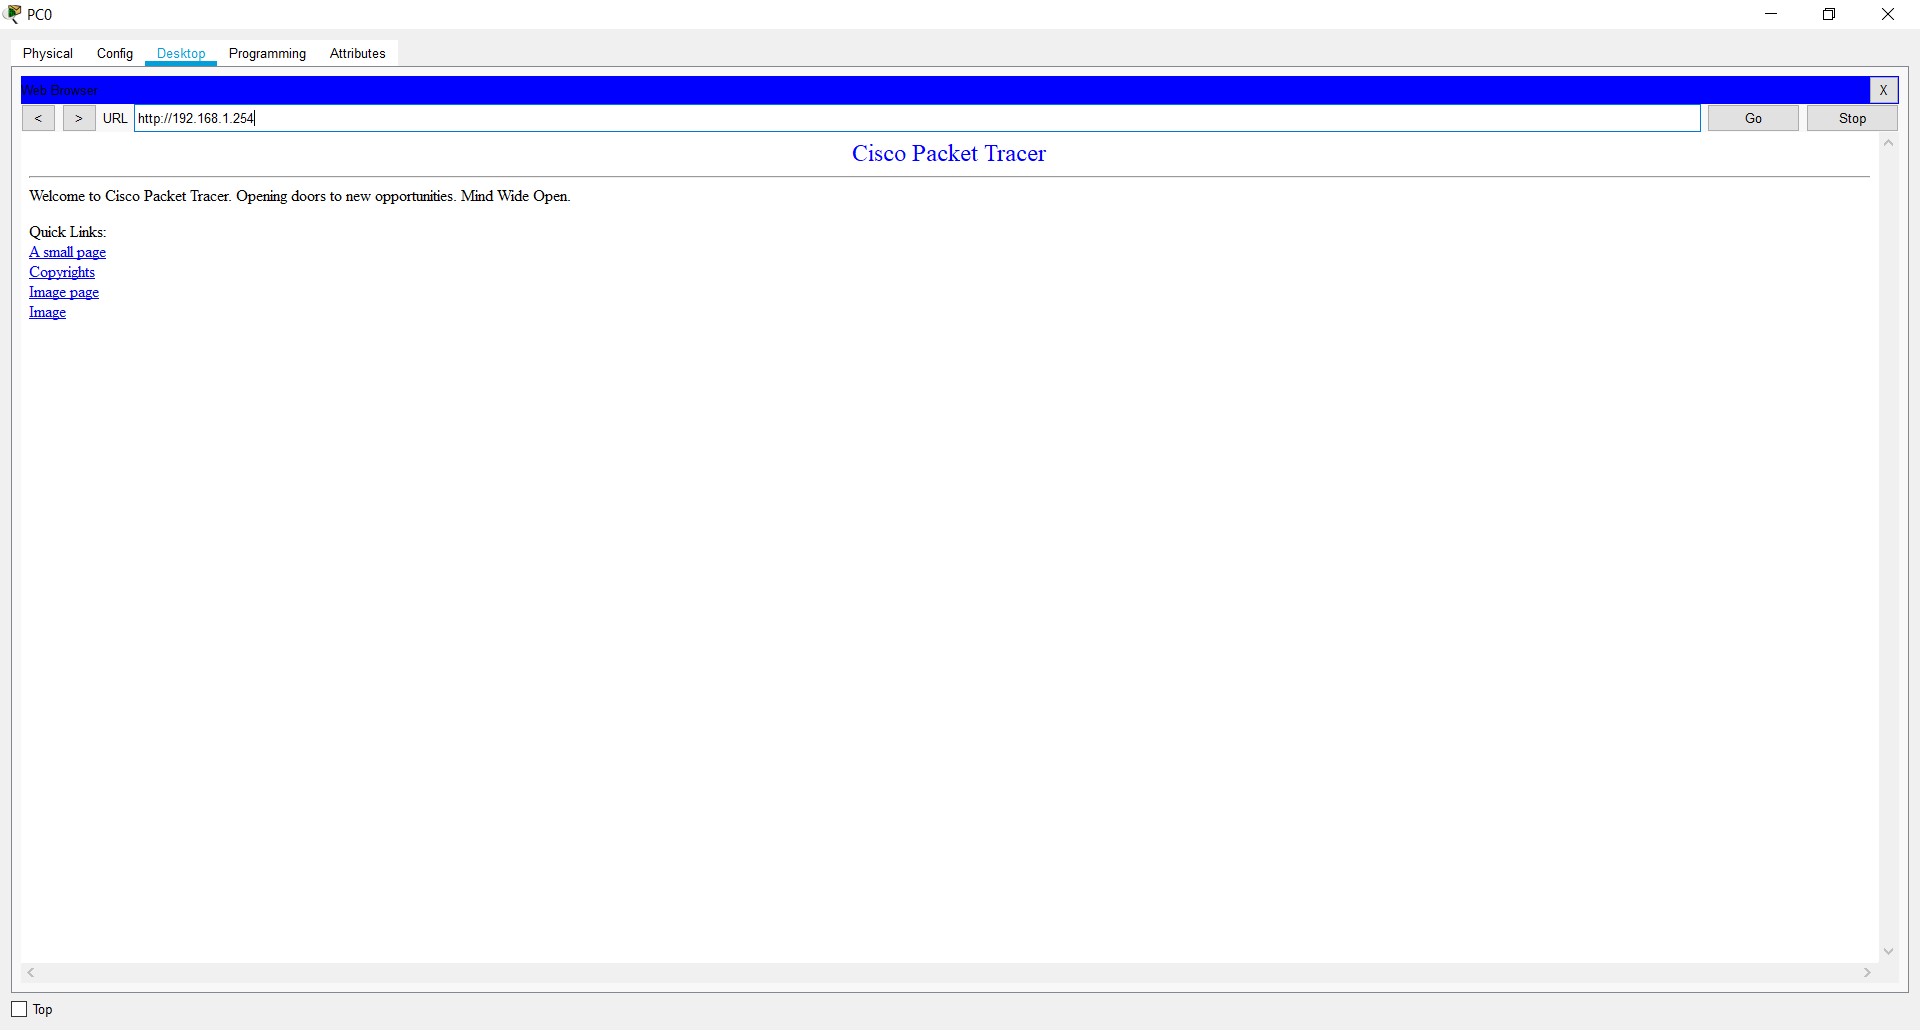 PC0
Physical Config Desktop Programming Attributes
Web Browser
X
< > URL http://192.168.1.254 Go Stop
Cisco Packet Tracer
Welcome to Cisco Packet Tracer. Opening doors to new opportunities. Mind Wide Open.
Quick Links:
A small page
Copyrights
Image page
Image
Top